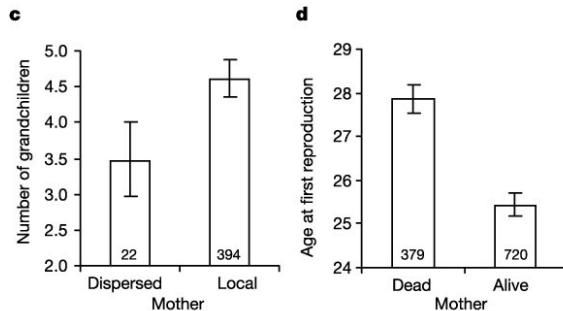 c
Number of grandchildren
5.0
4.5
4.0
3.5
3.0
2.5
2.0
22
394
Dispersed Local
Mother
d
Age at first reproduction
29
28
27
26
25
24
379
720
Dead Alive
Mother